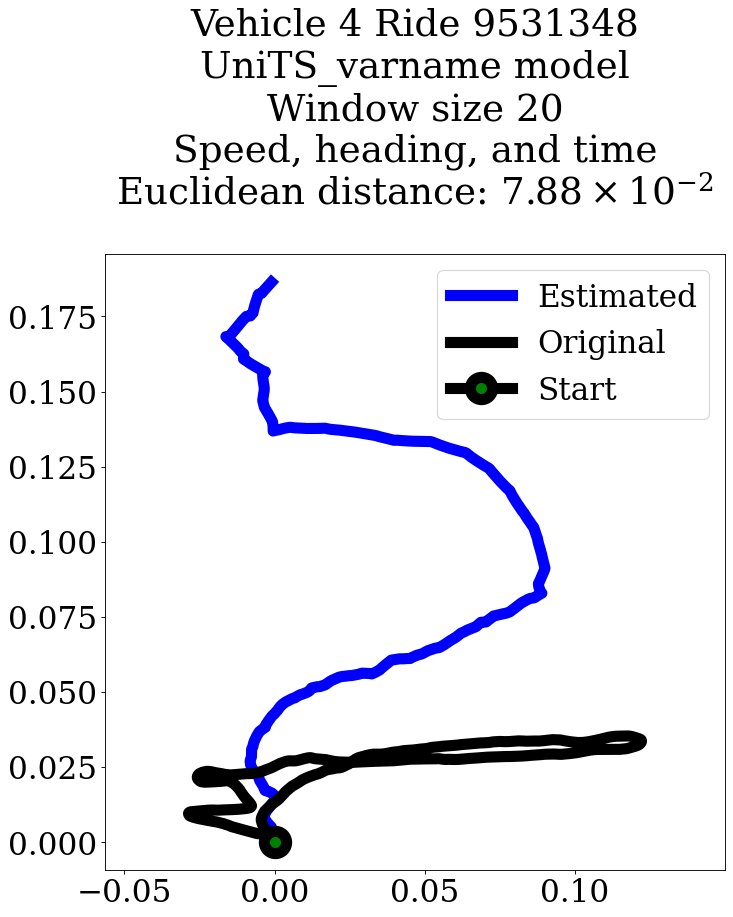 Vehicle 4 Ride 9531348
UniTS_varname model
Window size 20
Speed, heading, and time
Euclidean distance: 7.88 × 10⁻²
Estimated
Original
Start
0.175
0.150
0.125
0.100
0.075
0.050
0.025
0.000
−0.05 0.00 0.05 0.10